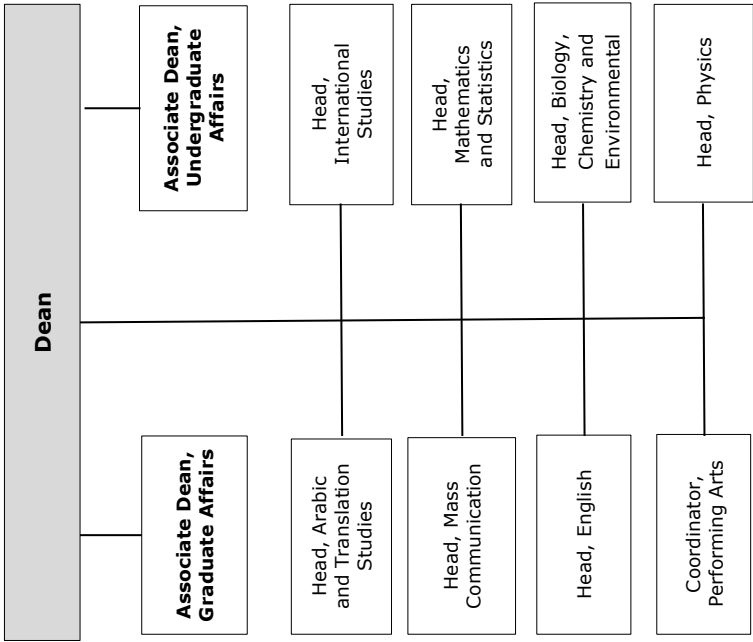 Dean
Associate Dean,
Graduate Affairs
Associate Dean,
Undergraduate
Affairs
Head, Arabic
and Translation
Studies
Head,
International
Studies
Head, Mass
Communication
Head,
Mathematics
and Statistics
Head, English
Head, Biology,
Chemistry and
Environmental
Coordinator,
Performing Arts
Head, Physics